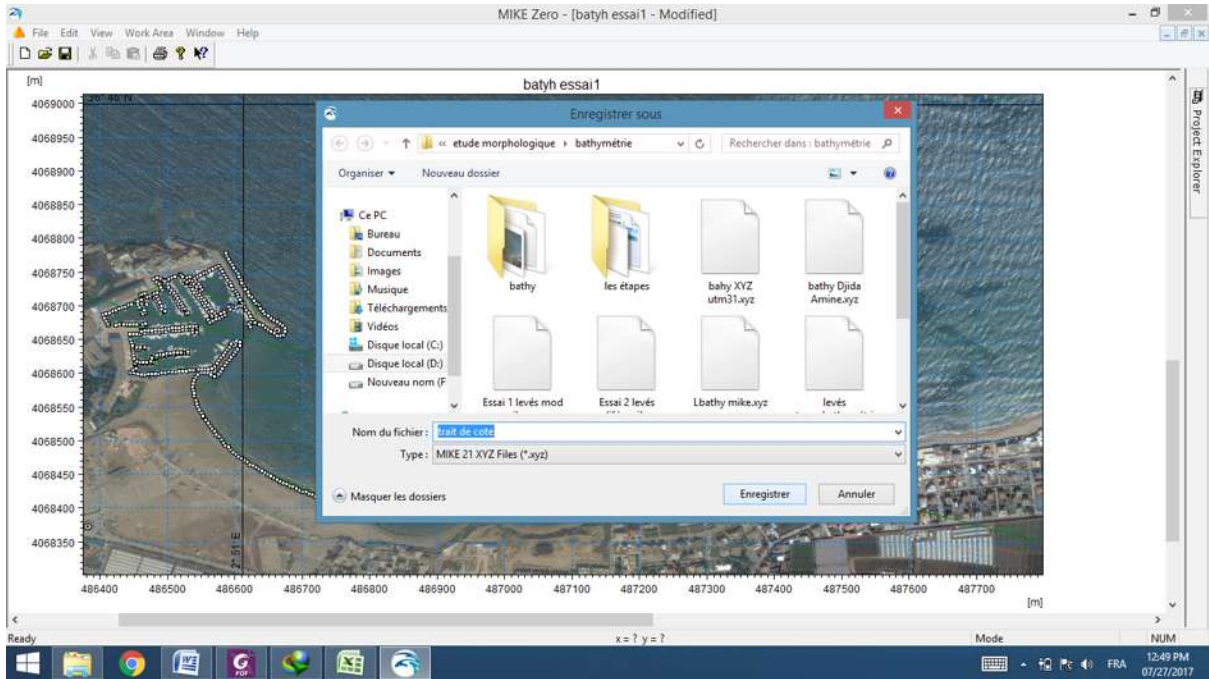 MIKE Zero - [batyh essai1 - Modified]
File Edit View Work Area Window Help
[m]
batyh essai1
4069000
4068950
4068900
4068850
4068800
4068750
4068700
4068650
4068600
4068550
4068500
4068450
4068400
4068350
36° 46' N
2° 51' E
Enregistrer sous
« etude morphologique bathymétrie
Rechercher dans : bathymétrie
Organiser Nouveau dossier
Ce PC
Bureau
Documents
Images
Musique
Téléchargements
Vidéos
Disque local (C:)
Disque local (D:)
Nouveau nom (F
bathy
les étapes
bahy XYZ utm31.xyz
bathy Djida Amine.xyz
Essai 1 levés mod
Essai 2 levés
Lbathy mike.xyz
levés
Nom du fichier : trait de cote
Type : MIKE 21 XYZ Files (*.xyz)
Masquer les dossiers
Enregistrer Annuler
486400 486500 486600 486700 486800 486900 487000 487100 487200 487300 487400 487500 487600 487700
[m]
Project Explorer
Ready x = ? y = ? Mode NUM
FRA
12:49 PM
07/27/2017